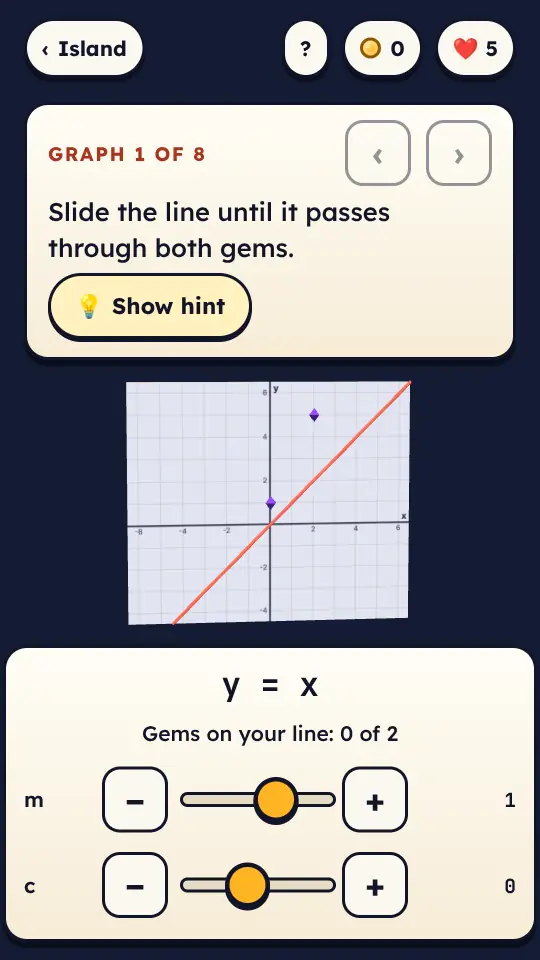 ‹ Island
?
0
5
GRAPH 1 OF 8
‹
›
Slide the line until it passes
through both gems.
Show hint
y
6
4
2
x
-6
-4
-2
2
4
6
-2
-4
y = x
Gems on your line: 0 of 2
m
−
+
1
c
−
+
0